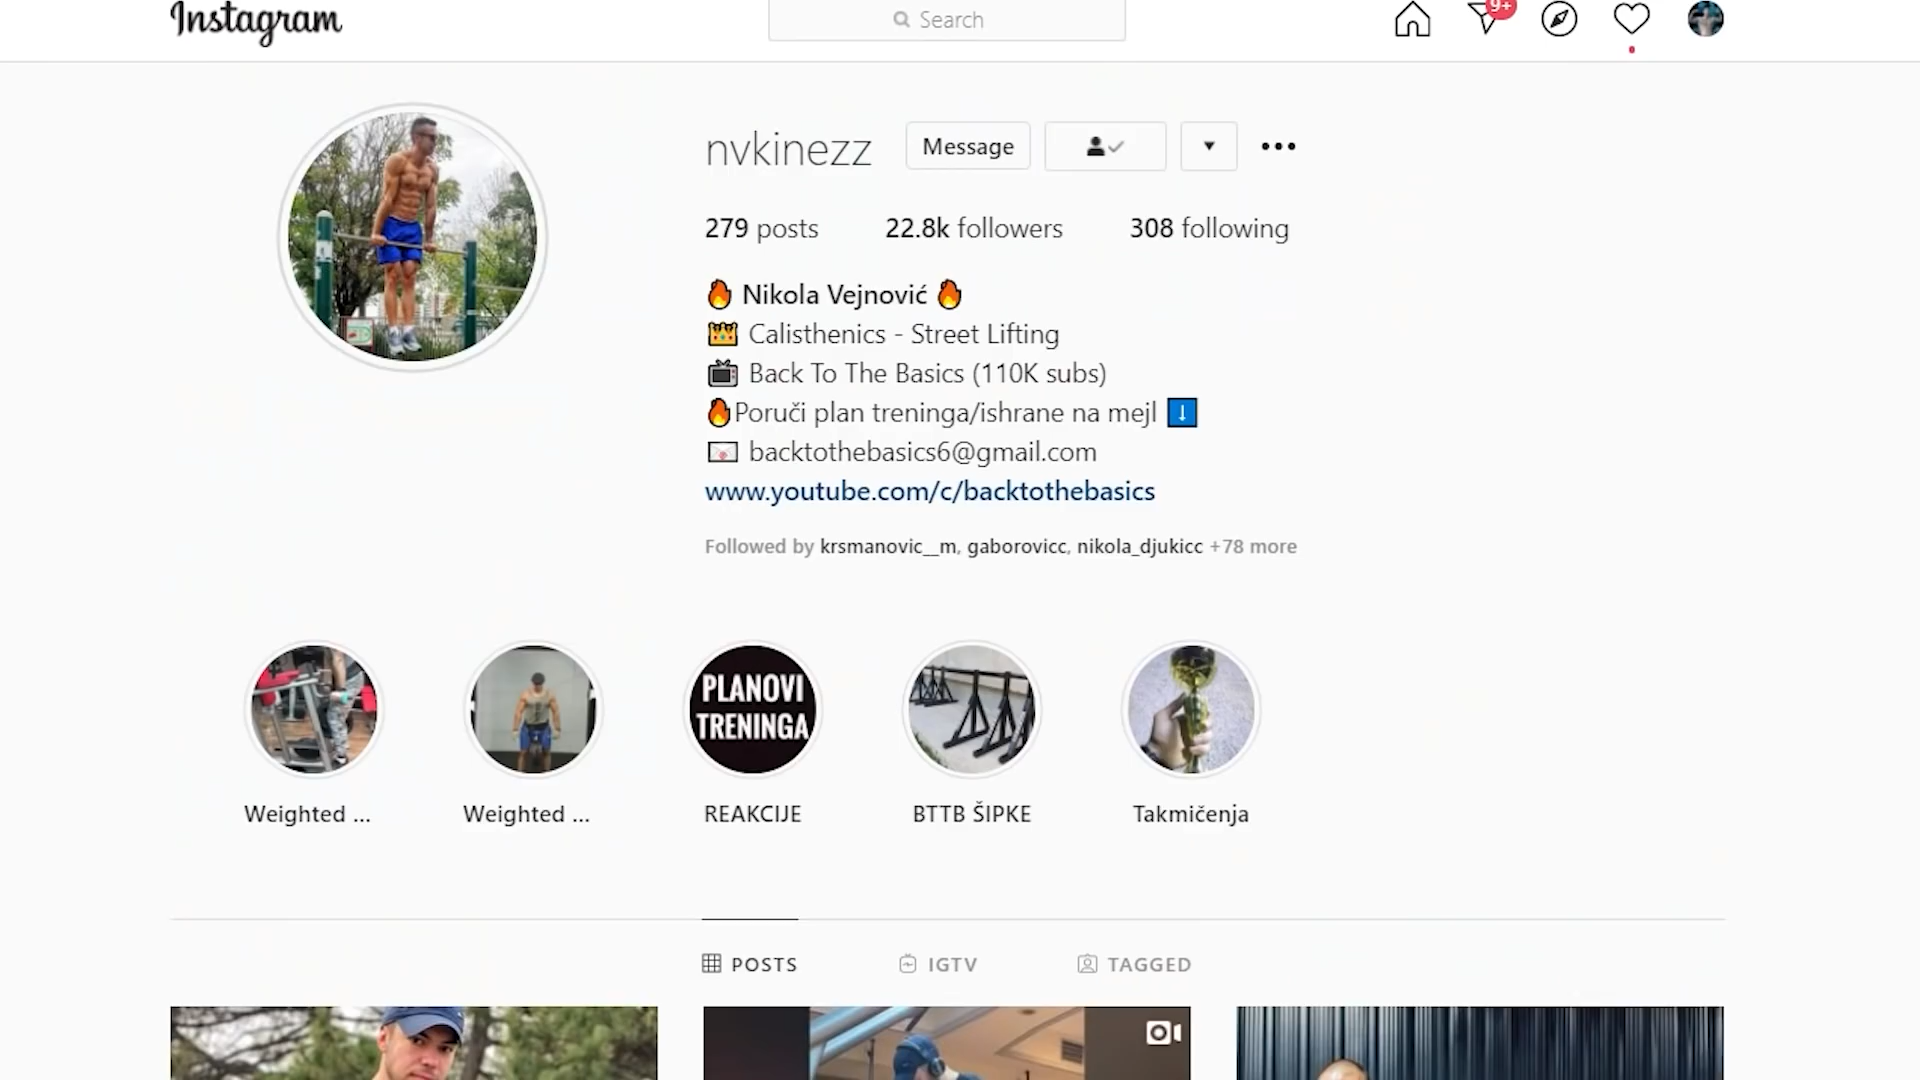 Instagram
Search
9+
nvkinezz
Message
279 posts
22.8k followers
308 following
Nikola Vejnović
Calisthenics - Street Lifting
Back To The Basics (110K subs)
Poruči plan treninga/ishrane na mejl
backtothebasics6@gmail.com
www.youtube.com/c/backtothebasics
Followed by krsmanovic__m, gaborovicc, nikola_djukicc +78 more
PLANOVI
TRENINGA
Weighted ...
Weighted ...
REAKCIJE
BTTB ŠIPKE
Takmičenja
POSTS
IGTV
TAGGED